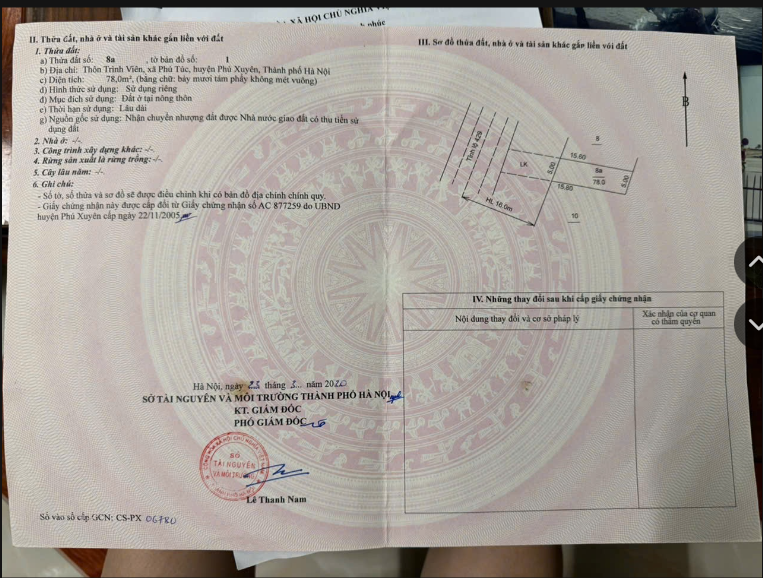 XÃ HỘI CHỦ NGHĨA
II. Thửa đất, nhà ở và tài sản khác gắn liền với đất
1. Thửa đất:
a) Thửa đất số: 8a , tờ bản đồ số: 1
b) Địa chỉ: Thôn Trình Viên, xã Phú Túc, huyện Phú Xuyên, Thành phố Hà Nội
c) Diện tích: 78,0m², (bằng chữ: bảy mươi tám phẩy không mét vuông)
d) Hình thức sử dụng: Sử dụng riêng
đ) Mục đích sử dụng: Đất ở tại nông thôn
e) Thời hạn sử dụng: Lâu dài
g) Nguồn gốc sử dụng: Nhận chuyển nhượng đất được Nhà nước giao đất có thu tiền sử
dụng đất
2. Nhà ở: -/-
3. Công trình xây dựng khác: -/-
4. Rừng sản xuất là rừng trồng: -/-
5. Cây lâu năm: -/-
6. Ghi chú:
- Số tờ, số thửa và sơ đồ sẽ được điều chỉnh khi có bản đồ địa chính chính quy.
- Giấy chứng nhận này được cấp đổi từ Giấy chứng nhận số AC 877259 do UBND
huyện Phú Xuyên cấp ngày 22/11/2005
Hà Nội, ngày tháng năm 2020
SỞ TÀI NGUYÊN VÀ MÔI TRƯỜNG THÀNH PHỐ HÀ NỘI
KT. GIÁM ĐỐC
PHÓ GIÁM ĐỐC
SỞ
TÀI NGUYÊN
VÀ MÔI TRƯỜNG
Lê Thanh Nam
Số vào sổ cấp GCN: CS-PX 06780
III. Sơ đồ thửa đất, nhà ở và tài sản khác gắn liền với đất
B
Tỉnh lộ 429
LK
5.00
15.60
8a
78.0
5.00
15.60
HL 16.0m
10
IV. Những thay đổi sau khi cấp giấy chứng nhận
Nội dung thay đổi và cơ sở pháp lý
Xác nhận của cơ quan
có thẩm quyền